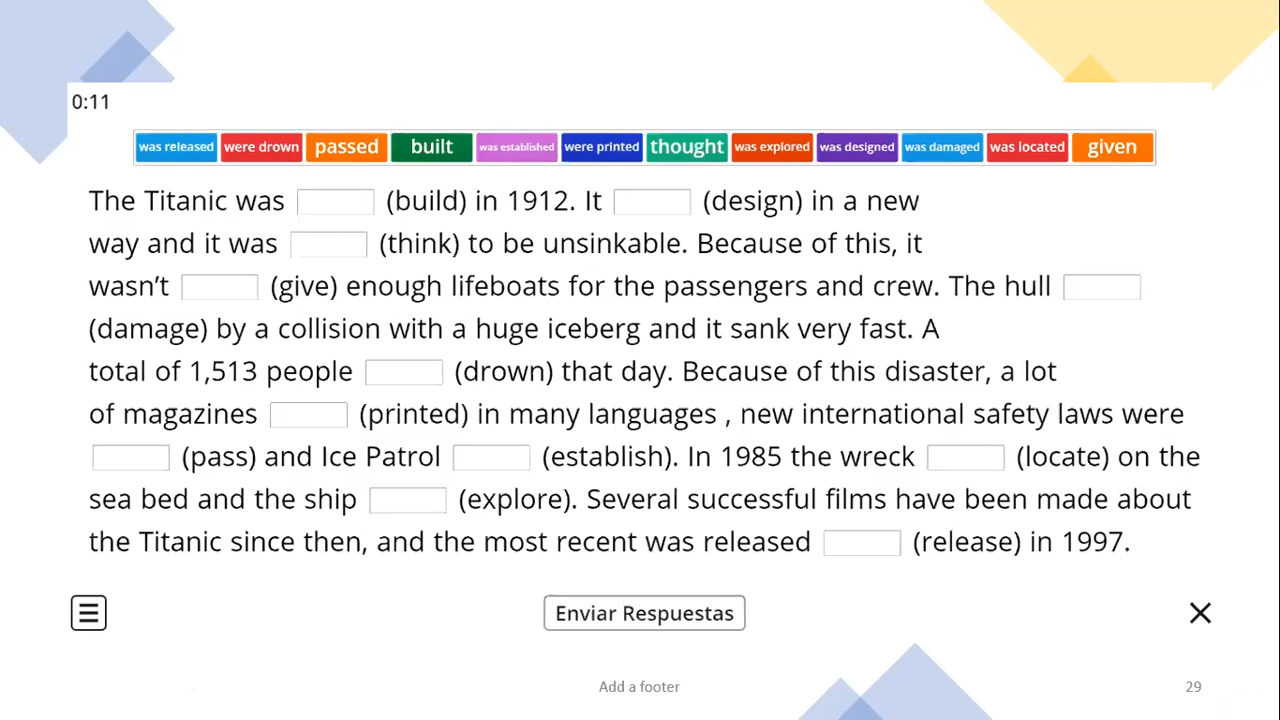 0:11
was released were drown passed built was established were printed thought was explored was designed was damaged was located given
The Titanic was (build) in 1912. It (design) in a new
way and it was (think) to be unsinkable. Because of this, it
wasn’t (give) enough lifeboats for the passengers and crew. The hull
(damage) by a collision with a huge iceberg and it sank very fast. A
total of 1,513 people (drown) that day. Because of this disaster, a lot
of magazines (printed) in many languages , new international safety laws were
(pass) and Ice Patrol (establish). In 1985 the wreck (locate) on the
sea bed and the ship (explore). Several successful films have been made about
the Titanic since then, and the most recent was released (release) in 1997.
Enviar Respuestas
Add a footer 29